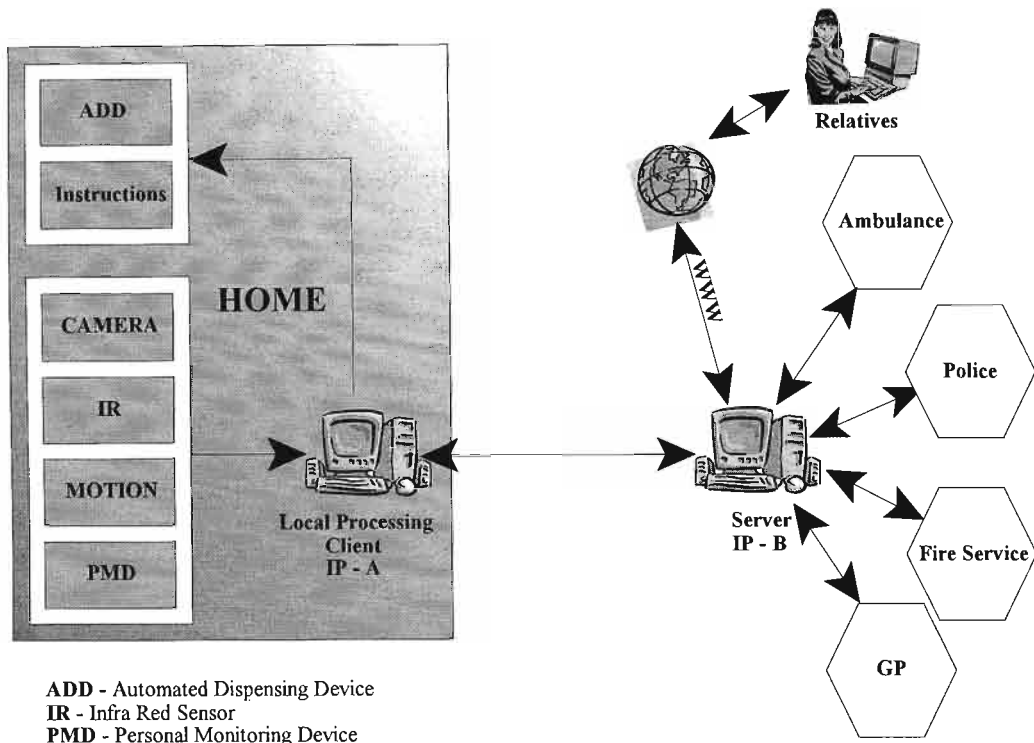 ADD
Instructions
CAMERA
IR
MOTION
PMD
HOME
Local Processing
Client
IP - A
WWW
Relatives
Ambulance
Police
Server
IP - B
Fire Service
GP
ADD - Automated Dispensing Device
IR - Infra Red Sensor
PMD - Personal Monitoring Device